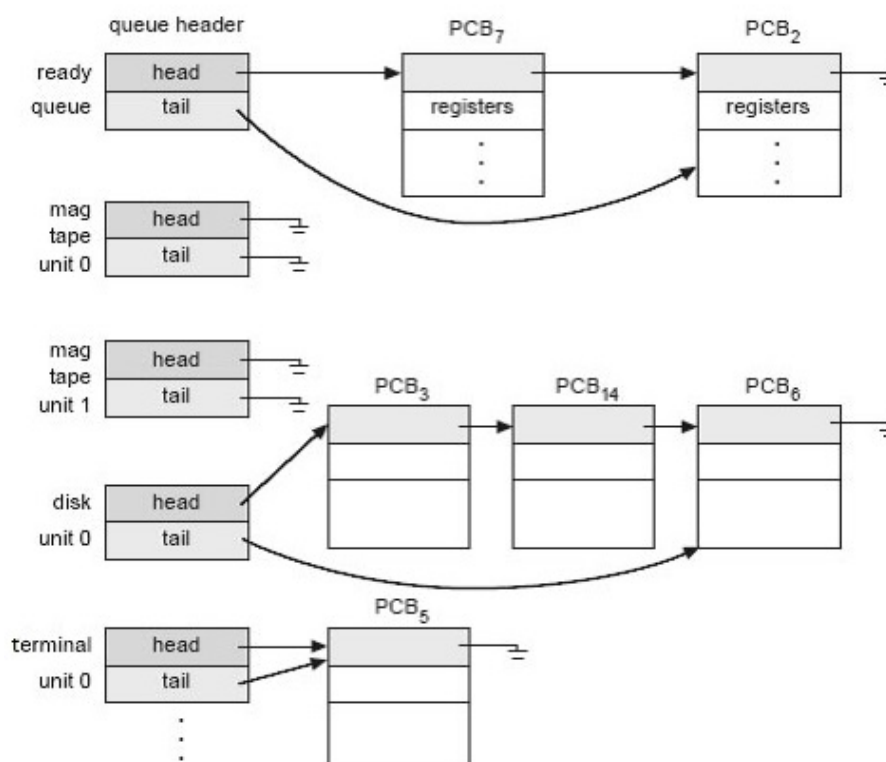 queue header
PCB7
PCB2
ready
queue
head
tail
registers
registers
mag
tape
unit 0
head
tail
mag
tape
unit 1
head
tail
PCB3
PCB14
PCB6
disk
unit 0
head
tail
PCB5
terminal
unit 0
head
tail